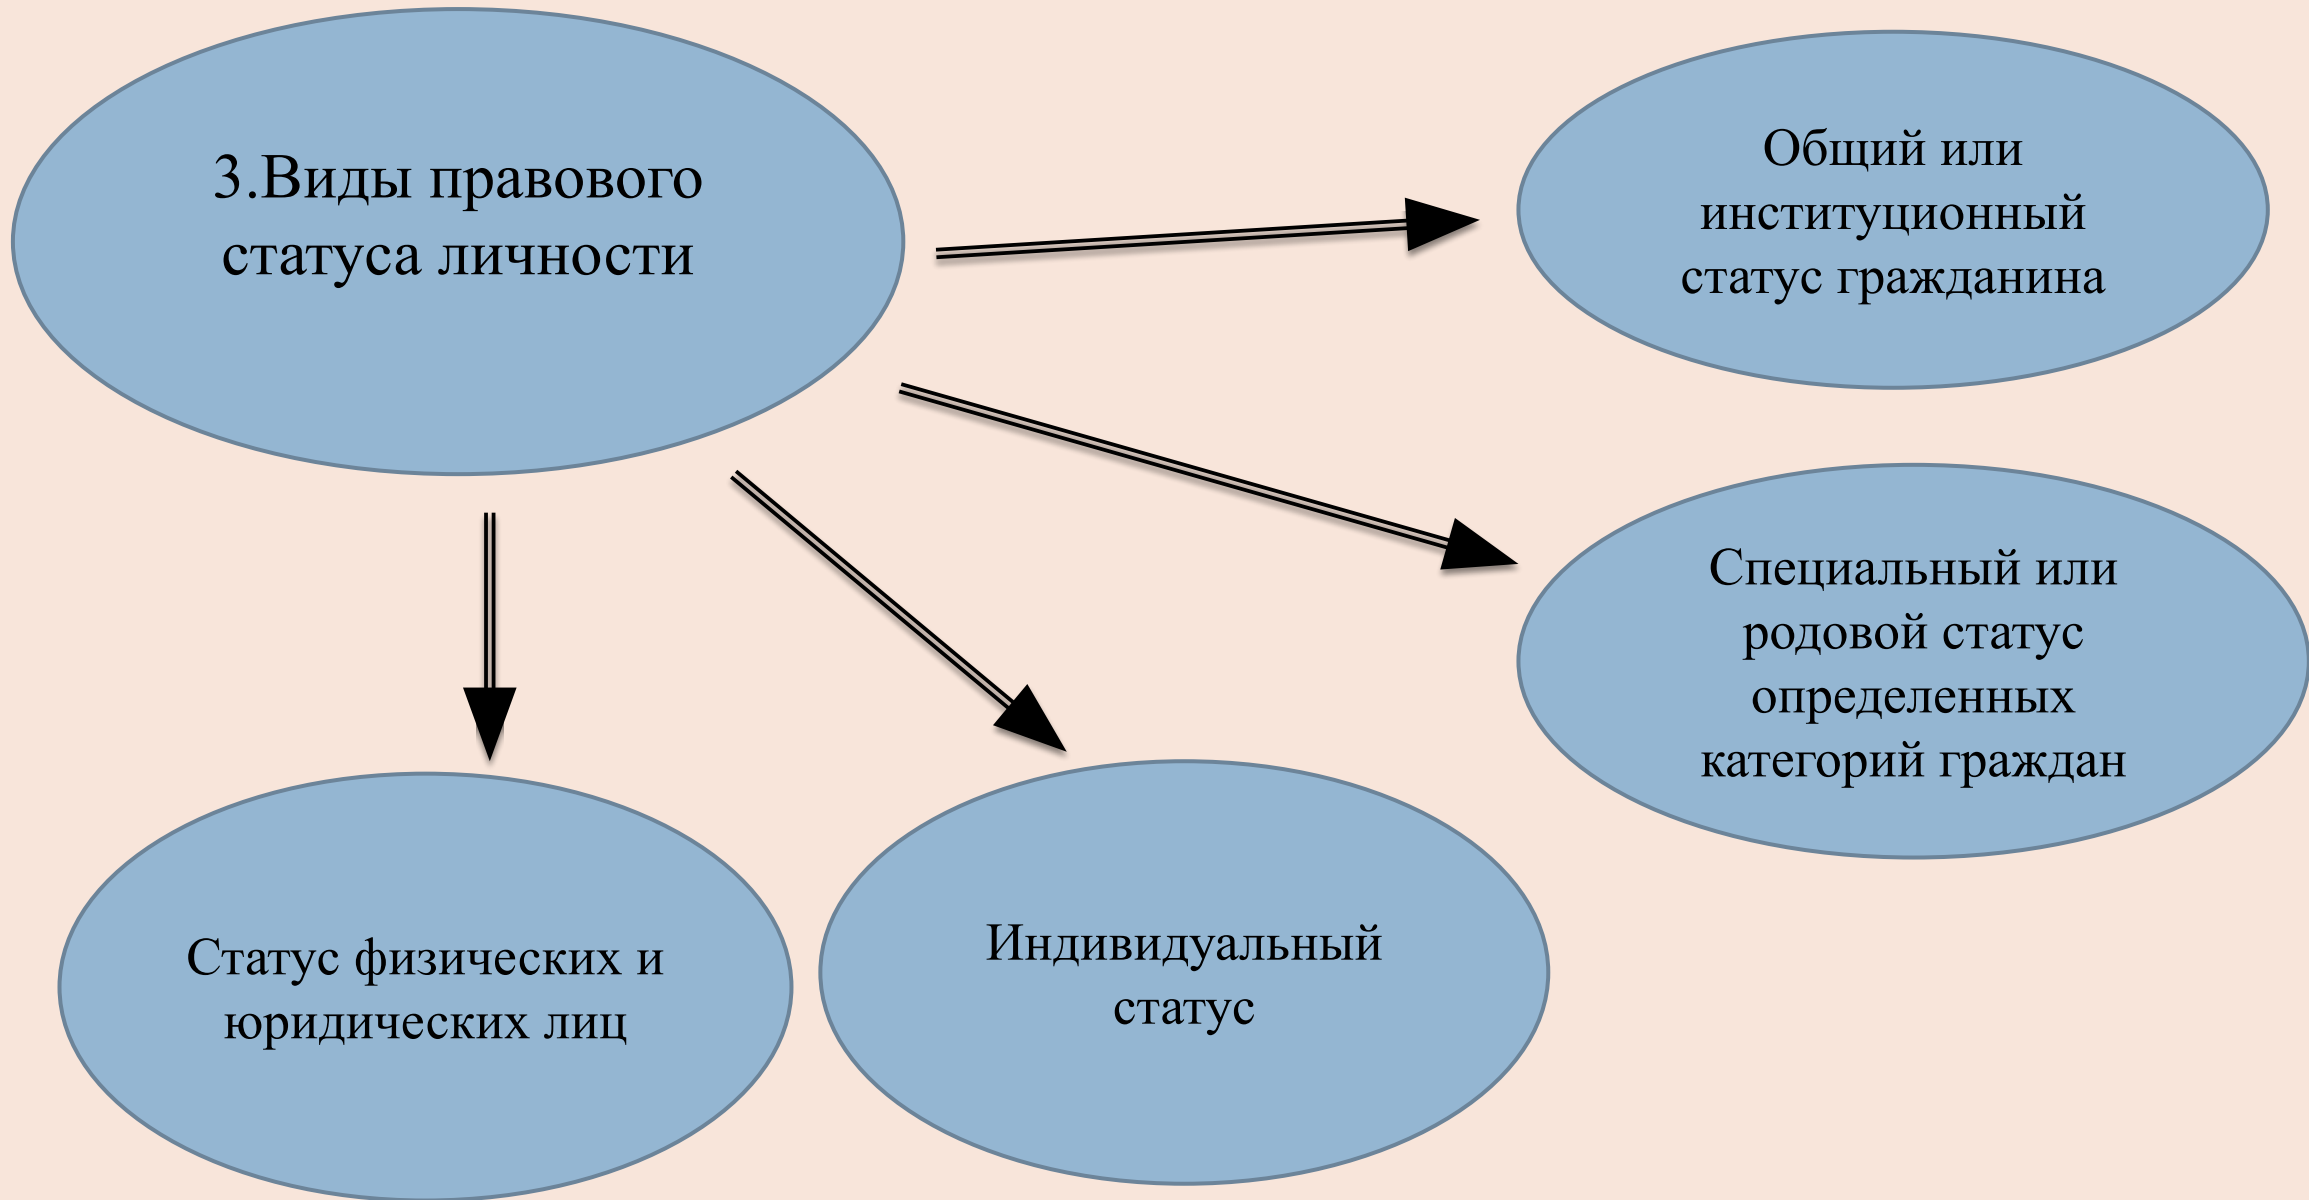 3.Виды правового
статуса личности
Общий или
институционный
статус гражданина
Специальный или
родовой статус
определенных
категорий граждан
Индивидуальный
статус
Статус физических и
юридических лиц